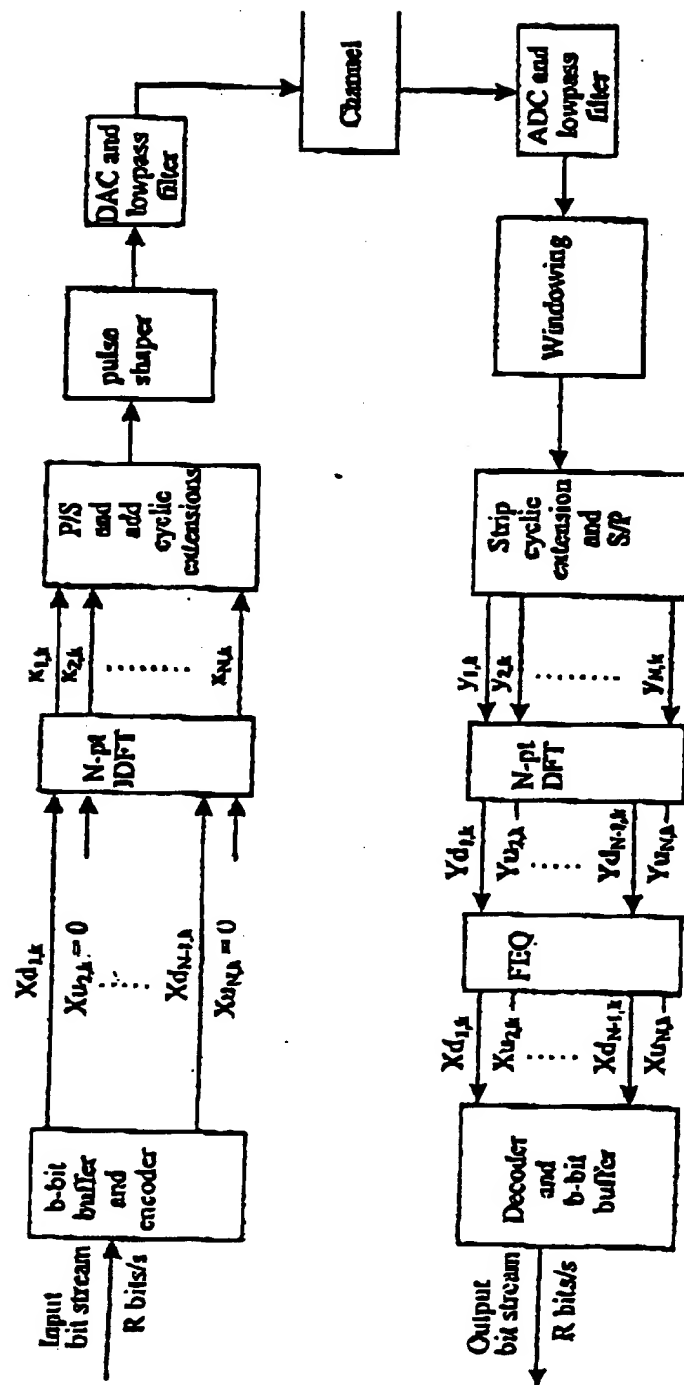 Input
bit stream
R bits/s
b-bit
buffer
and
encoder
Xd1,k
Xu2,k = 0
......
XdN-1,k
XuN,k = 0
N-pt
IDFT
x1,k
x2,k
.........
xN,k
P/S
and
add
cyclic
extensions
pulse
shaper
DAC and
lowpass
filter
Channel
ADC and
lowpass
filter
Windowing
Strip
cyclic
extension
and
S/P
y1,k
y2,k
.........
yN,k
N-pt
DFT
Yd1,k
Yu2,k
......
YdN-1,k
YuN,k
FEQ
Xd1,k
Xu2,k
......
XdN-1,k
XuN,k
Decoder
and
b-bit
buffer
Output
bit stream
R bits/s